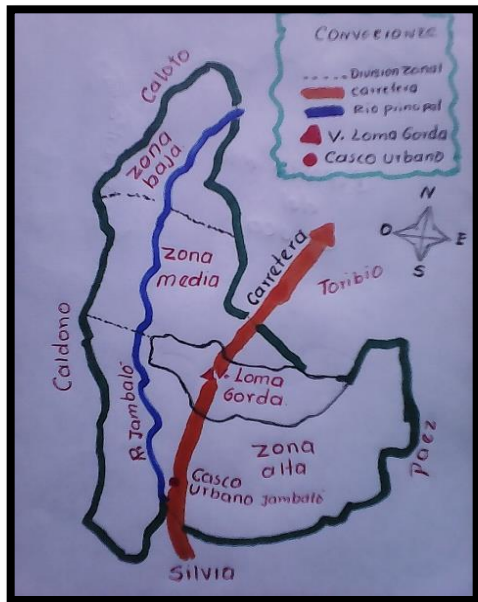 CONVECIONES
Division zonal
carretera
Rio principal
V. Loma Gorda
Casco urbano
N
O
E
S
Caloto
zona
baja
zona
media
Carretera
Toribio
Caldono
R. Jambaló
V. Loma
Gorda
zona
alta
Paez
Casco
Urbano Jambaló
Silvia